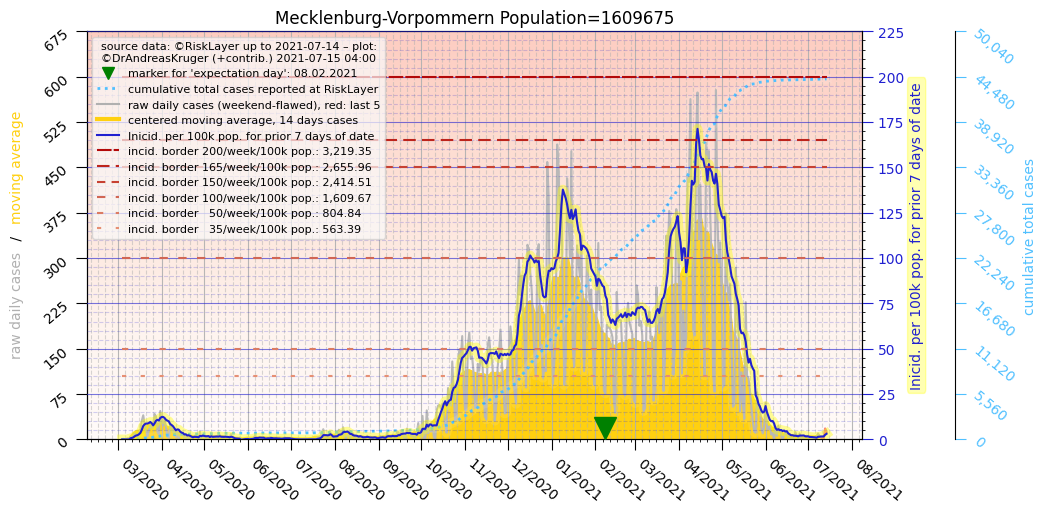 Mecklenburg-Vorpommern Population=1609675
source data: ©RiskLayer up to 2021-07-14 – plot:
©DrAndreasKruger (+contrib.) 2021-07-15 04:00
marker for 'expectation day': 08.02.2021
cumulative total cases reported at RiskLayer
raw daily cases (weekend-flawed), red: last 5
centered moving average, 14 days cases
Inicid. per 100k pop. for prior 7 days of date
incid. border 200/week/100k pop.: 3,219.35
incid. border 165/week/100k pop.: 2,655.96
incid. border 150/week/100k pop.: 2,414.51
incid. border 100/week/100k pop.: 1,609.67
incid. border 50/week/100k pop.: 804.84
incid. border 35/week/100k pop.: 563.39
raw daily cases / moving average
675
600
525
450
375
300
225
150
75
0
03/2020
04/2020
05/2020
06/2020
07/2020
08/2020
09/2020
10/2020
11/2020
12/2020
01/2021
02/2021
03/2021
04/2021
05/2021
06/2021
07/2021
08/2021
225
200
175
150
125
100
75
50
25
0
Inicid. per 100k pop. for prior 7 days of date
50,040
44,480
38,920
33,360
27,800
22,240
16,680
11,120
5,560
0
cumulative total cases